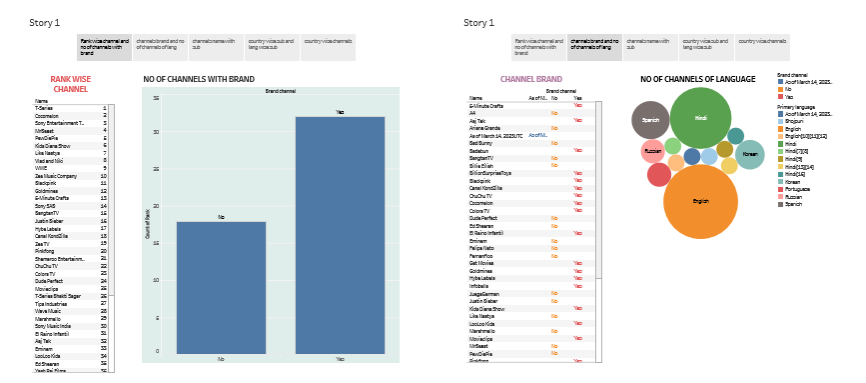 Story 1
Rank wise channel and no of channels with brand
channels brand and no of channels of lang
channels name with sub
country wise sub and lang wise sub
country wise channels
RANK WISE
CHANNEL
Name
T-Series 1
Cocomelon 2
Sony Entertainment T.. 3
MrBeast 4
PewDiePie 5
Kids Diana Show 6
Like Nastya 7
Vlad and Niki 8
WWE 9
Zee Music Company 10
Blackpink 11
Goldmines 12
5-Minute Crafts 13
Sony SAB 14
BangtanTV 15
Justin Bieber 16
Hybe Labels 17
Canal KondZilla 18
Zee TV 19
Pinkfong 20
Shemaroo Entertainm.. 21
ChuChu TV 22
Colors TV 23
Dude Perfect 24
Movieclips 25
T-Series Bhakti Sagar 26
Tips Industries 27
Wave Music 28
Marshmello 29
Sony Music India 30
El Reino Infantil 31
Aaj Tak 32
Eminem 33
LooLoo Kids 34
Ed Sheeran 35
Yash Raj Films 36
NO OF CHANNELS WITH BRAND
Brand channel
Count of Rank
35
30
25
20
15
10
5
0
No
Yes
No
Yes
Story 1
Rank wise channel and no of channels with brand
channels brand and no of channels of lang
channels name with sub
country wise sub and lang wise sub
country wise channels
CHANNEL BRAND
Brand channel
Name As of M.. No Yes
5-Minute Crafts Yes
A4 No
Aaj Tak Yes
Ariana Grande No
As of March 14, 2023,UTC As of M..
Bad Bunny No
Badabun Yes
BangtanTV No
Billie Eilish No
BillionSurpriseToys Yes
Blackpink Yes
Canal KondZilla Yes
ChuChu TV Yes
Cocomelon Yes
Colors TV Yes
Dude Perfect No
Ed Sheeran No
El Reino Infantil Yes
Eminem No
Felipe Neto No
Fernanfloo No
Get Movies Yes
Goldmines Yes
Hybe Labels Yes
Infobells Yes
JuegaGerman No
Justin Bieber No
Kids Diana Show Yes
Like Nastya No
LooLoo Kids Yes
Marshmello No
Movieclips Yes
MrBeast No
PewDiePie No
Pinkfong Yes
NO OF CHANNELS OF LANGUAGE
Spanish
Hindi
Russian
Korean
English
Brand channel
As of March 14, 2023..
No
Yes
Primary language
As of March 14, 2023..
Bhojpuri
English
English[10][11][12]
Hindi
Hindi[7][8]
Hindi[9]
Hindi[13][14]
Hindi[15]
Korean
Portuguese
Russian
Spanish